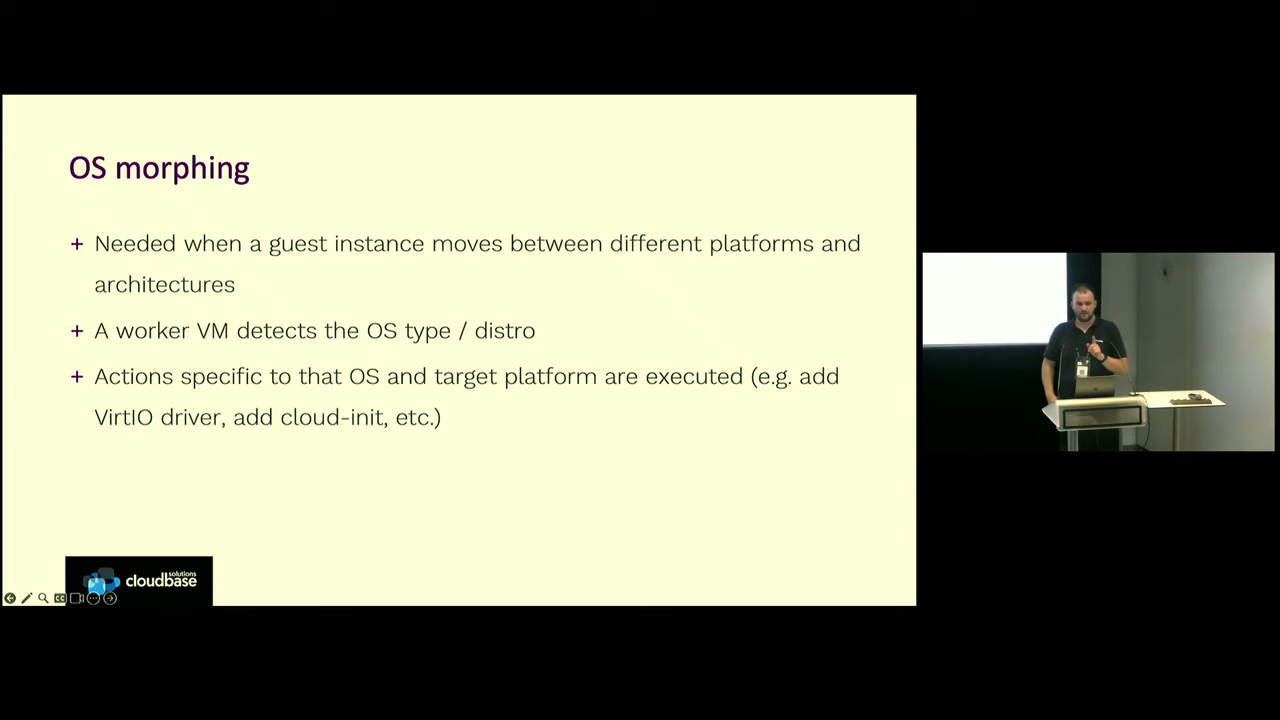 OS morphing
+ Needed when a guest instance moves between different platforms and
architectures
+ A worker VM detects the OS type / distro
+ Actions specific to that OS and target platform are executed (e.g. add
VirtIO driver, add cloud-init, etc.)
solutions
cloudbase
CC